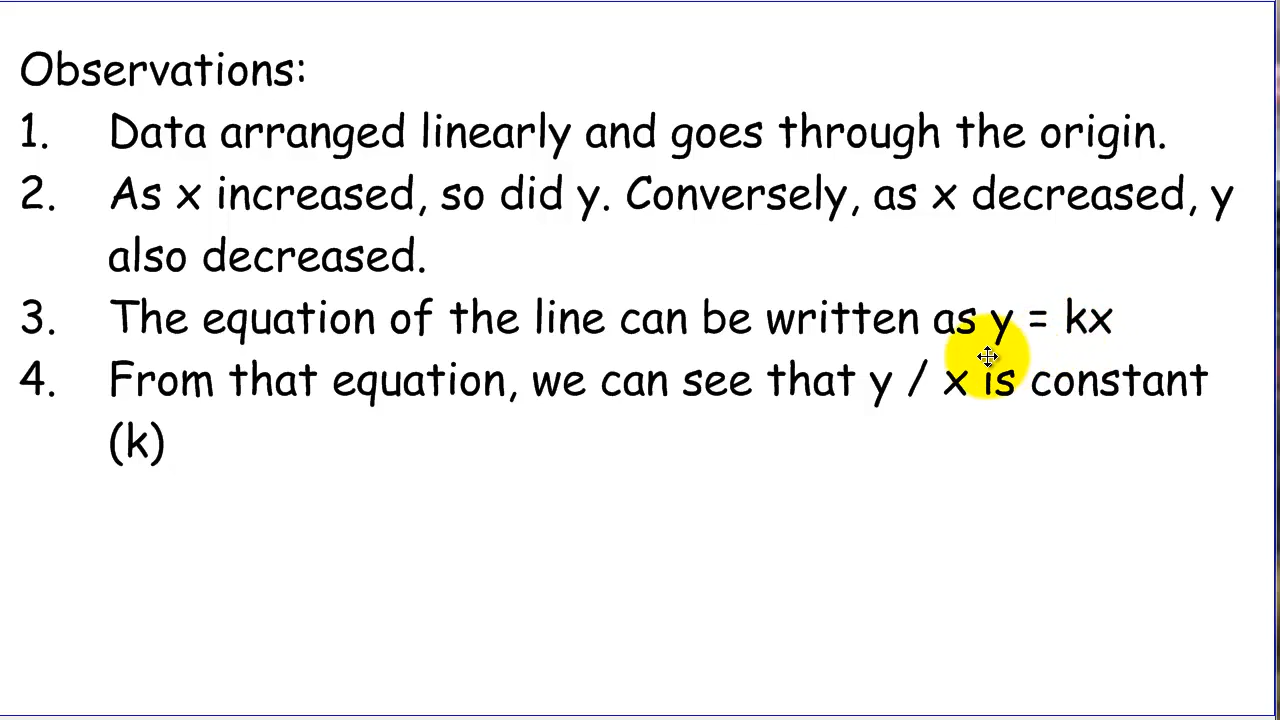 Observations:
1. Data arranged linearly and goes through the origin.
2. As x increased, so did y. Conversely, as x decreased, y
also decreased.
3. The equation of the line can be written as y = kx
4. From that equation, we can see that y / x is constant
(k)